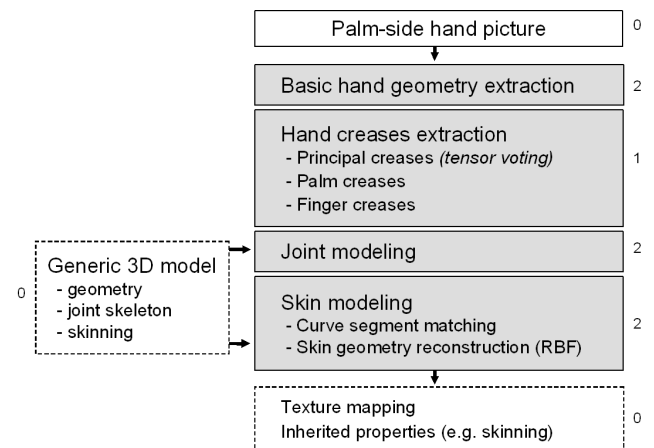 Palm-side hand picture
0
Basic hand geometry extraction
2
Hand creases extraction
- Principal creases (tensor voting)
- Palm creases
- Finger creases
1
Joint modeling
2
Generic 3D model
- geometry
- joint skeleton
- skinning
0
Skin modeling
- Curve segment matching
- Skin geometry reconstruction (RBF)
2
Texture mapping
Inherited properties (e.g. skinning)
0